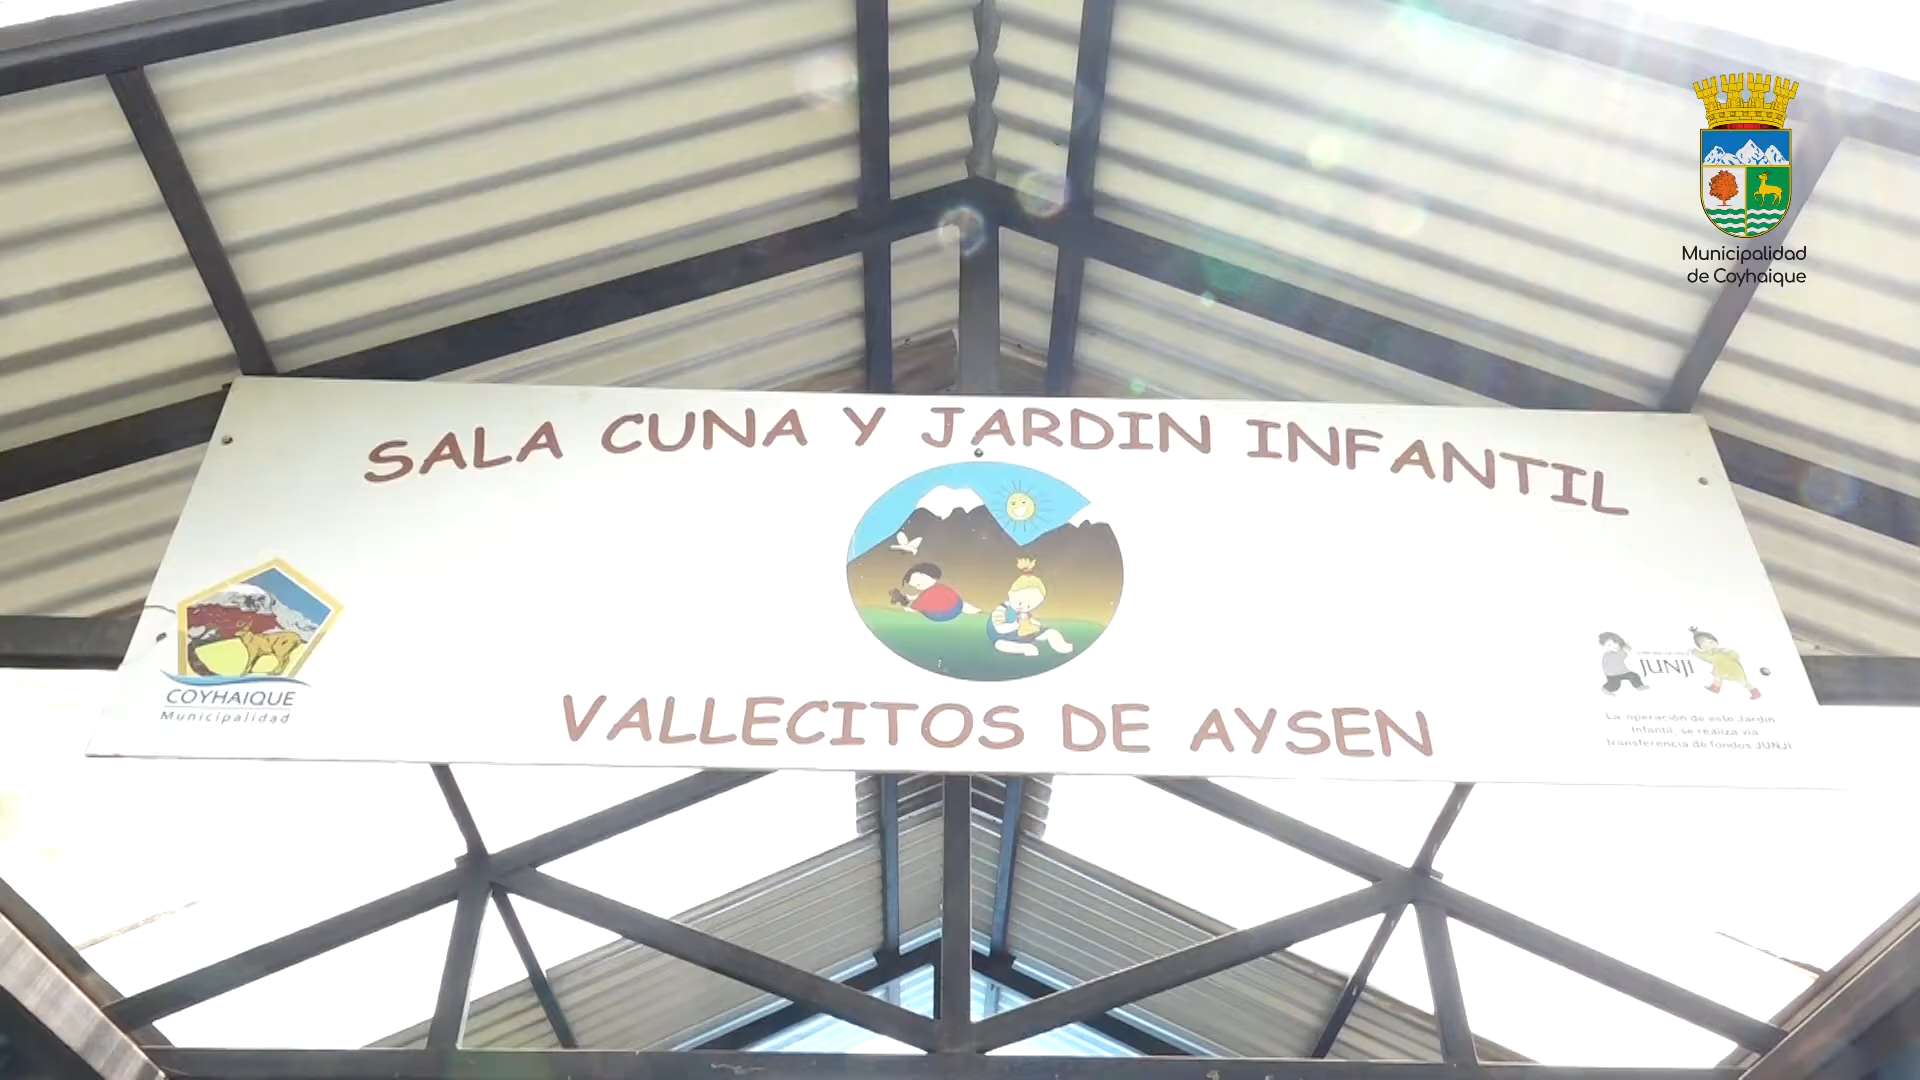 Municipalidad
de Coyhaique
SALA CUNA Y JARDIN INFANTIL
VALLECITOS DE AYSEN
COYHAIQUE
Municipalidad
JUNJI
La operación de este Jardín
Infantil, se realiza vía
transferencia de fondos JUNJI